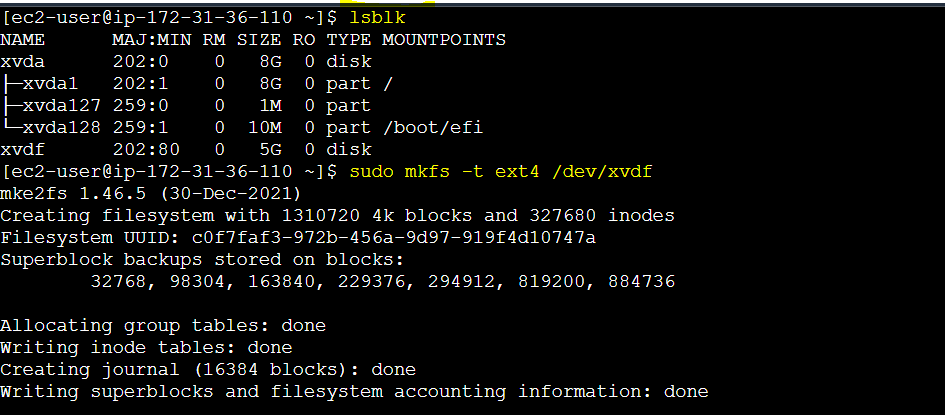 [ec2-user@ip-172-31-36-110 ~]$ lsblk
NAME      MAJ:MIN RM SIZE RO TYPE MOUNTPOINTS
xvda      202:0    0   8G  0 disk
├─xvda1   202:1    0   8G  0 part /
├─xvda127 259:0    0   1M  0 part
└─xvda128 259:1    0  10M  0 part /boot/efi
xvdf      202:80   0   5G  0 disk
[ec2-user@ip-172-31-36-110 ~]$ sudo mkfs -t ext4 /dev/xvdf
mke2fs 1.46.5 (30-Dec-2021)
Creating filesystem with 1310720 4k blocks and 327680 inodes
Filesystem UUID: c0f7faf3-972b-456a-9d97-919f4d10747a
Superblock backups stored on blocks:
        32768, 98304, 163840, 229376, 294912, 819200, 884736

Allocating group tables: done
Writing inode tables: done
Creating journal (16384 blocks): done
Writing superblocks and filesystem accounting information: done